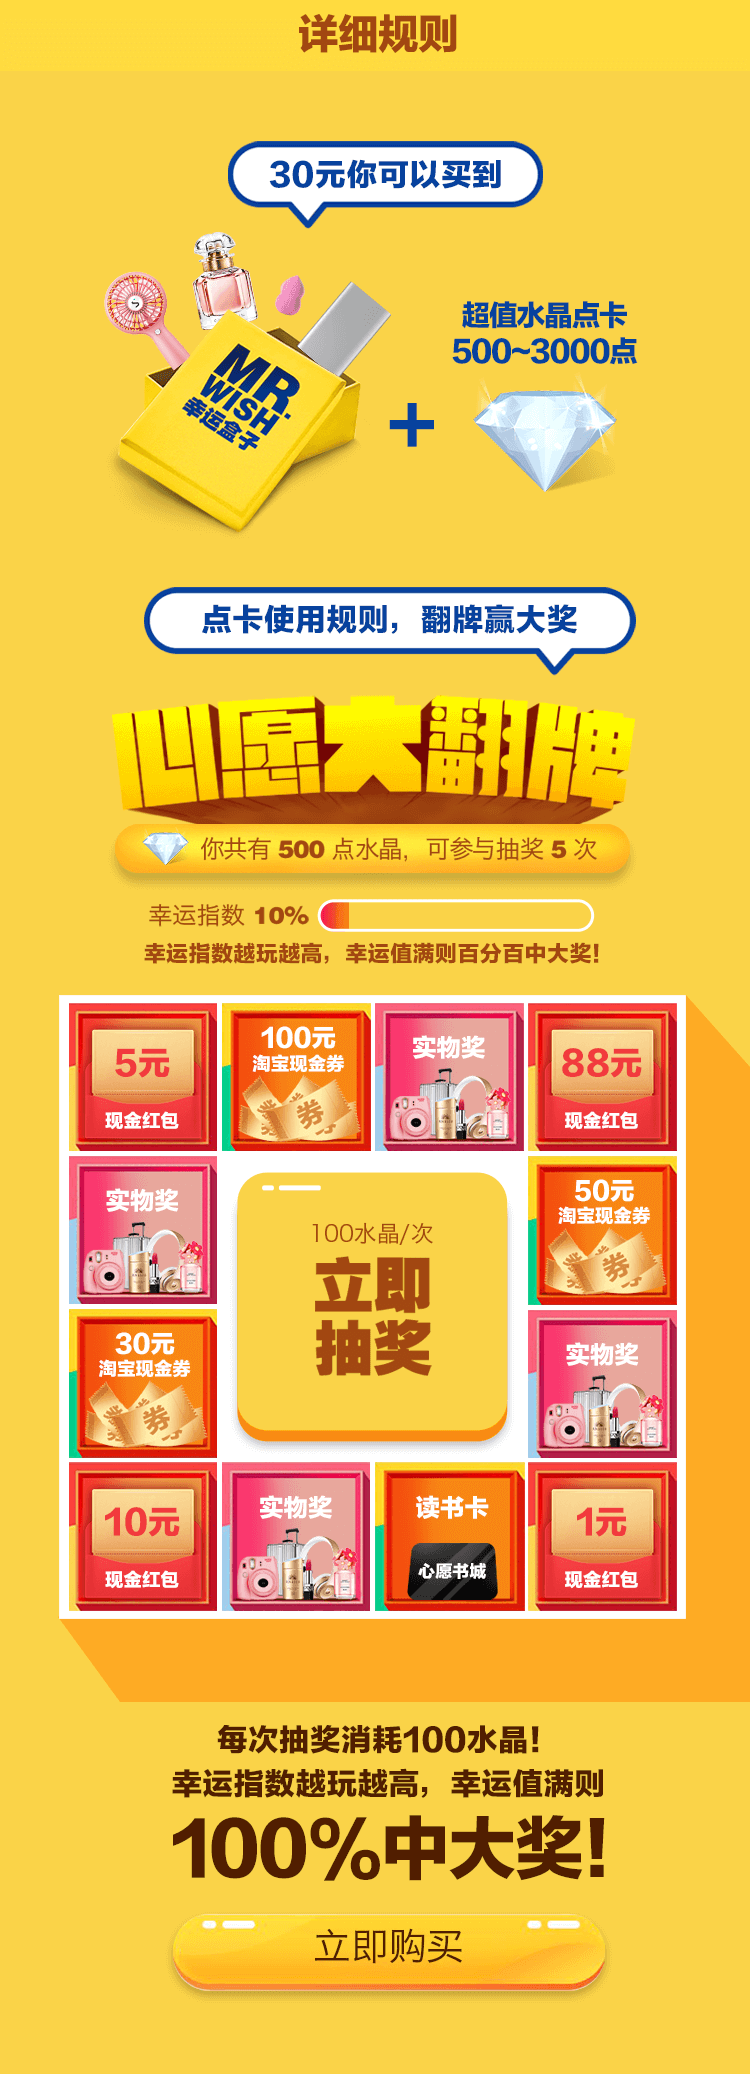 详细规则
30元你可以买到
MR.
WISH
幸运盒子
超值水晶点卡
500~3000点
点卡使用规则，翻牌赢大奖
心愿大翻牌
你共有 500 点水晶，可参与抽奖 5 次
幸运指数 10%
幸运指数越玩越高，幸运值满则百分百中大奖！
5元
现金红包
100元
淘宝现金券
券
实物奖
88元
现金红包
实物奖
100水晶/次
立即
抽奖
50元
淘宝现金券
券
30元
淘宝现金券
券
实物奖
10元
现金红包
实物奖
读书卡
心愿书城
1元
现金红包
每次抽奖消耗100水晶！
幸运指数越玩越高，幸运值满则
100%中大奖！
立即购买